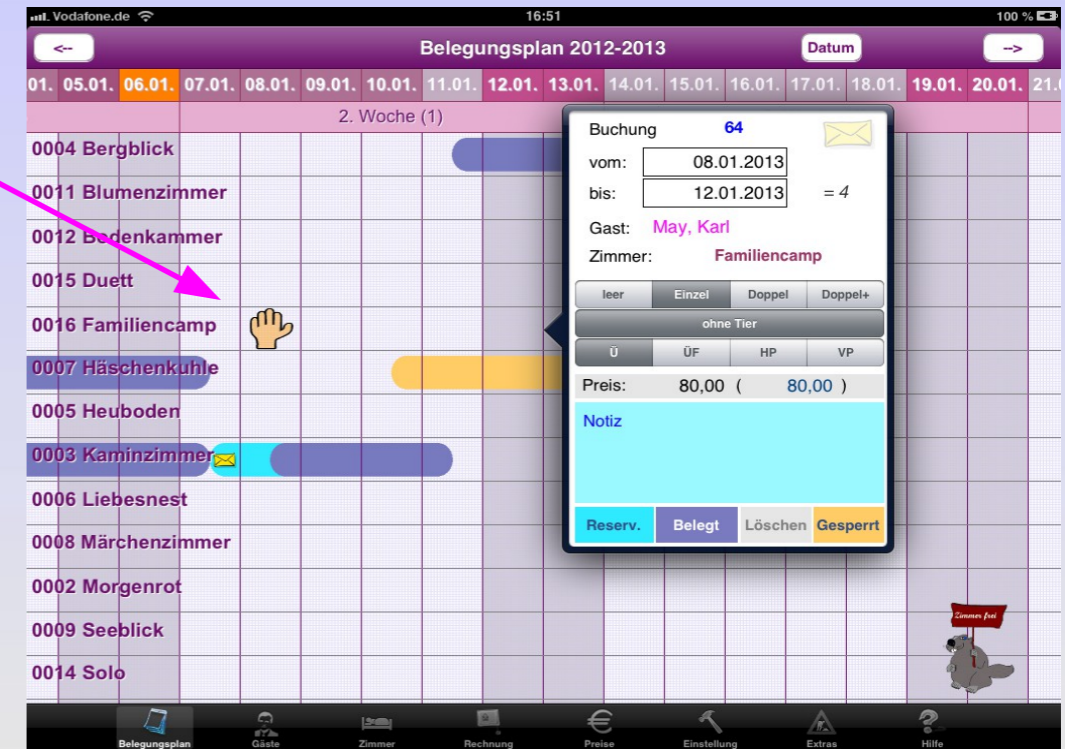 Vodafone.de 16:51 100 %
<-- Belegungsplan 2012-2013 Datum -->
01. 05.01. 06.01. 07.01. 08.01. 09.01. 10.01. 11.01. 12.01. 13.01. 14.01. 15.01. 16.01. 17.01. 18.01. 19.01. 20.01. 21.
2. Woche (1)
0004 Bergblick
0011 Blumenzimmer
0012 Bodenkammer
0015 Duett
0016 Familiencamp
0007 Häschenkuhle
0005 Heuboden
0003 Kaminzimmer
0006 Liebesnest
0008 Märchenzimmer
0002 Morgenrot
0009 Seeblick
0014 Solo
Buchung 64
vom: 08.01.2013
bis: 12.01.2013 = 4
Gast: May, Karl
Zimmer: Familiencamp
leer Einzel Doppel Doppel+
ohne Tier
Ü ÜF HP VP
Preis: 80,00 ( 80,00 )
Notiz
Reserv. Belegt Löschen Gesperrt
Zimmer frei
Belegungsplan Gäste Zimmer Rechnung Preise Einstellung Extras Hilfe